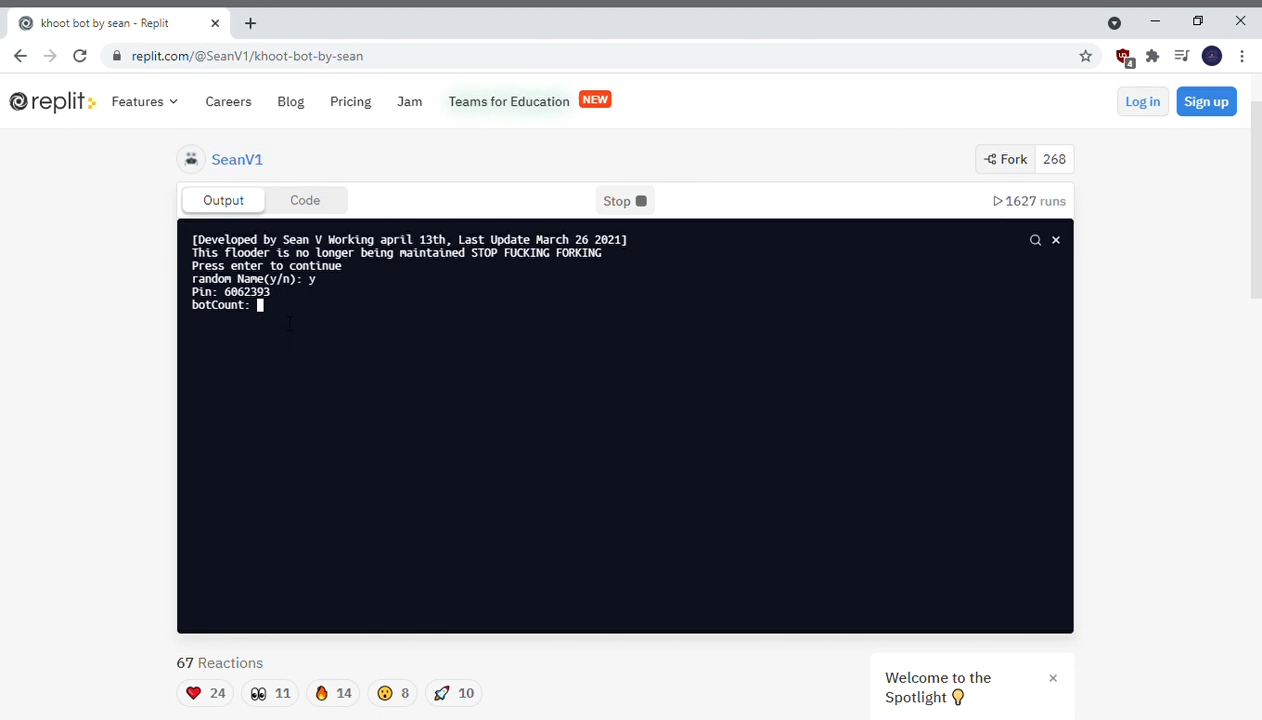 khoot bot by sean - Replit
replit.com/@SeanV1/khoot-bot-by-sean
4
replit
Features
Careers
Blog
Pricing
Jam
Teams for Education
NEW
Log in
Sign up
SeanV1
Fork
268
Output
Code
Stop
1627 runs
[Developed by Sean V Working april 13th, Last Update March 26 2021]
This flooder is no longer being maintained STOP FUCKING FORKING
Press enter to continue
random Name(y/n): y
Pin: 6062393
botCount:
67 Reactions
24
11
14
8
10
Welcome to the
Spotlight